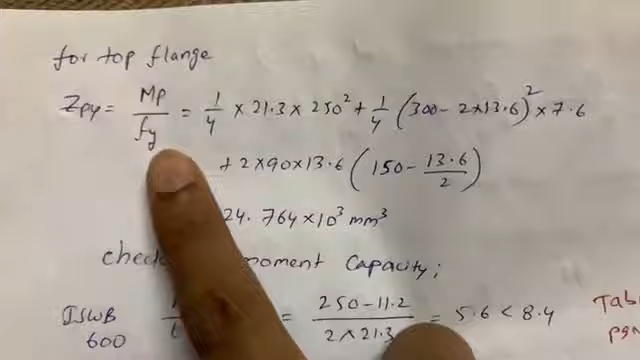 for top flange
Zpy = Mp/fy = 1/4 × 21.3 × 250² + 1/4 (300 - 2×13.6)² × 7.6
+ 2×90×13.6 (150 - 13.6/2)
24.764×10³ mm³
check moment Capacity;
ISWB 600 = 250-11.2 / 2×21.3 = 5.6 < 8.4